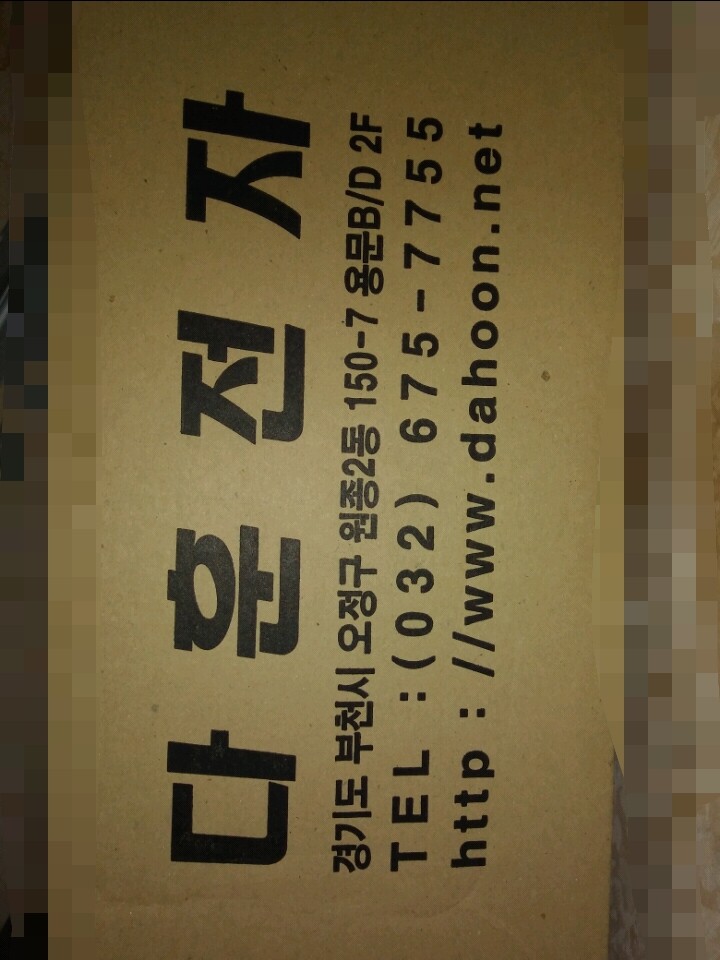 다훈전자
경기도 부천시 오정구 원종2동 150-7 용문B/D 2F
TEL :(032) 675-7755
http : //www.dahoon.net